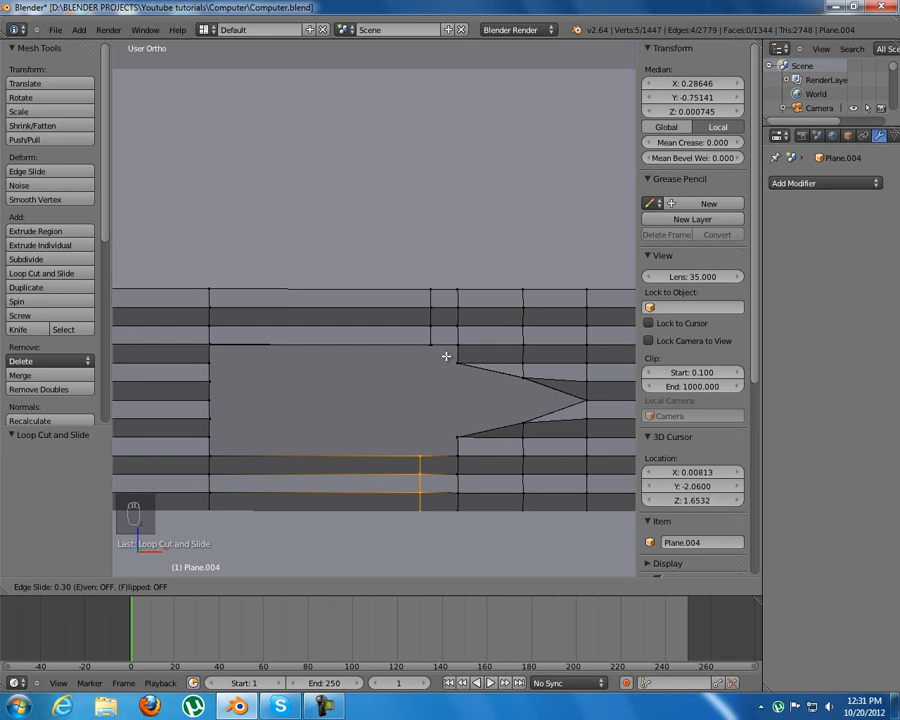 Blender* [D:\BLENDER PROJECTS\Youtube tutorials\Computer\Computer.blend]
File Add Render Window Help Default Scene Blender Render v2.64 | Verts:5/1447 | Edges:4/2779 | Faces:0/1344 | Tris:2748 | Plane.004
View Search All Sce
Mesh Tools
Transform:
Translate
Rotate
Scale
Shrink/Fatten
Push/Pull
Deform:
Edge Slide
Noise
Smooth Vertex
Add:
Extrude Region
Extrude Individual
Subdivide
Loop Cut and Slide
Duplicate
Spin
Screw
Knife Select
Remove:
Delete
Merge
Remove Doubles
Normals:
Recalculate
Loop Cut and Slide
User Ortho
Last: Loop Cut and Slide
(1) Plane.004
Edge Slide: 0.30 (E)ven: OFF, (F)lipped: OFF
Transform
Median:
X: 0.28646
Y: -0.75141
Z: 0.000745
Global Local
Mean Crease: 0.000
Mean Bevel Wei: 0.000
Grease Pencil
New
New Layer
Delete Frame Convert
View
Lens: 35.000
Lock to Object:
Lock to Cursor
Lock Camera to View
Clip:
Start: 0.100
End: 1000.000
Local Camera:
Camera
3D Cursor
Location:
X: 0.00813
Y: -2.0600
Z: 1.6532
Item
Plane.004
Display
Scene
RenderLaye
World
Camera
Plane.004
Add Modifier
-40 -20 0 20 40 60 80 100 120 140 160 180 200 220 240 260
View Marker Frame Playback Start: 1 End: 250 1 No Sync
12:31 PM
10/20/2012